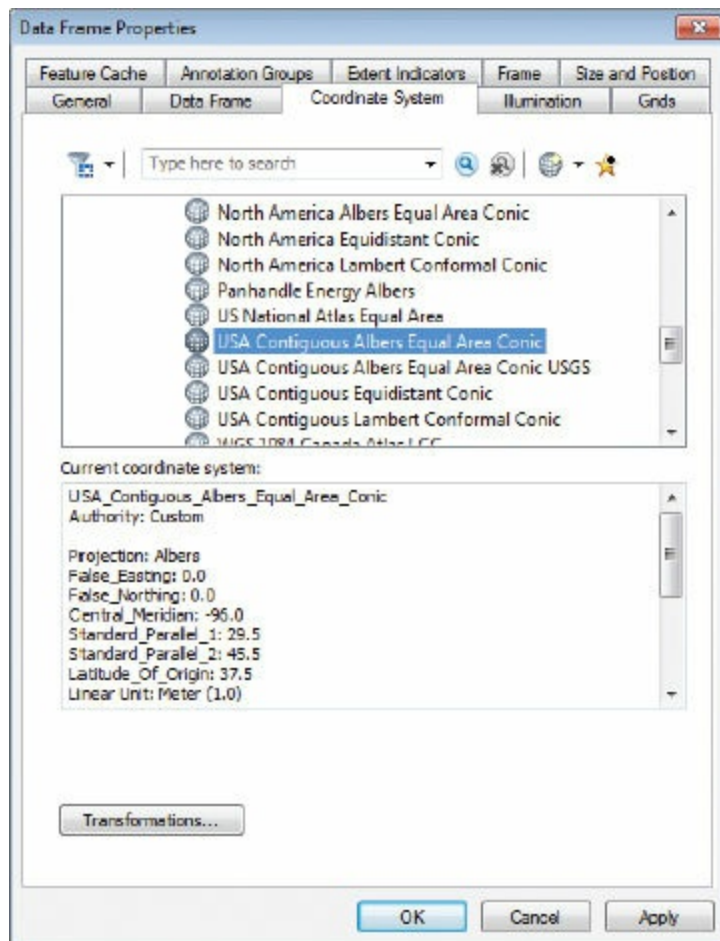 Data Frame Properties
Feature Cache Annotation Groups Extent Indicators Frame Size and Position
General Data Frame Coordinate System Illumination Grids
Type here to search
North America Albers Equal Area Conic
North America Equidistant Conic
North America Lambert Conformal Conic
Panhandle Energy Albers
US National Atlas Equal Area
USA Contiguous Albers Equal Area Conic
USA Contiguous Albers Equal Area Conic USGS
USA Contiguous Equidistant Conic
USA Contiguous Lambert Conformal Conic
WGS 1984 Canada Atlas LCC
Current coordinate system:
USA_Contiguous_Albers_Equal_Area_Conic
Authority: Custom
Projection: Albers
False_Easting: 0.0
False_Northing: 0.0
Central_Meridian: -96.0
Standard_Parallel_1: 29.5
Standard_Parallel_2: 45.5
Latitude_Of_Origin: 37.5
Linear Unit: Meter (1.0)
Transformations...
OK Cancel Apply